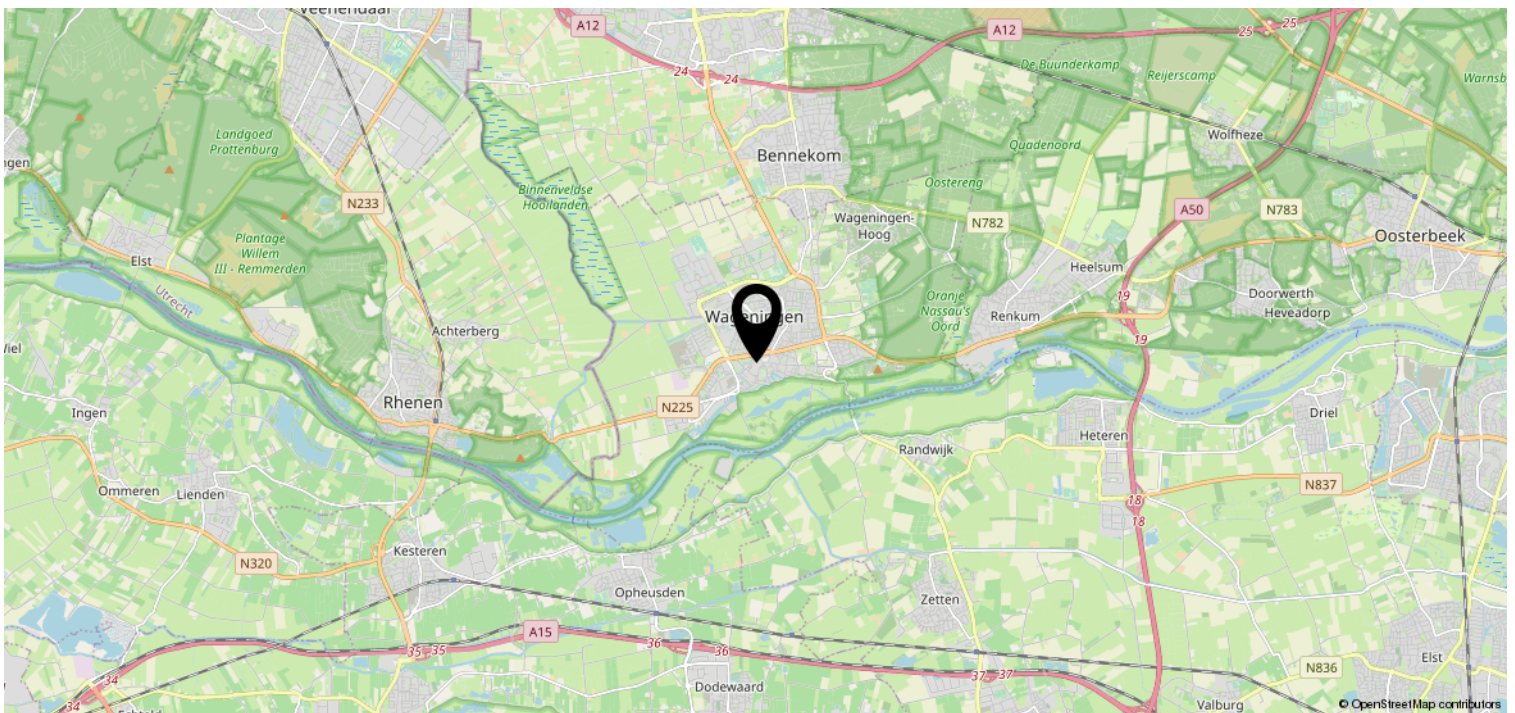 Veenendaal
A12
A12
25
25
24
24
De Buunderkamp
Reijerscamp
Warnsb
Landgoed
Prattenburg
Wolfheze
Quadenoord
Bennekom
ngen
Binnenveldse
Hooilanden
Oostereng
N233
Wageningen-
Hoog
N782
A50
N783
Oosterbeek
Plantage
Willem
III - Remmerden
Elst
Heelsum
Utrecht
19
Doorwerth
Heveadorp
Oranje
Nassau's
Oord
Renkum
Wageningen
Achterberg
19
Wiel
Rhenen
Ingen
N225
Driel
Heteren
Randwijk
Ommeren
Lienden
N837
18
18
Kesteren
N320
Opheusden
Zetten
A15
35
35
36
36
37
37
N836
Elst
34
34
Dodewaard
Valburg
Echteld
© OpenStreetMap contributors